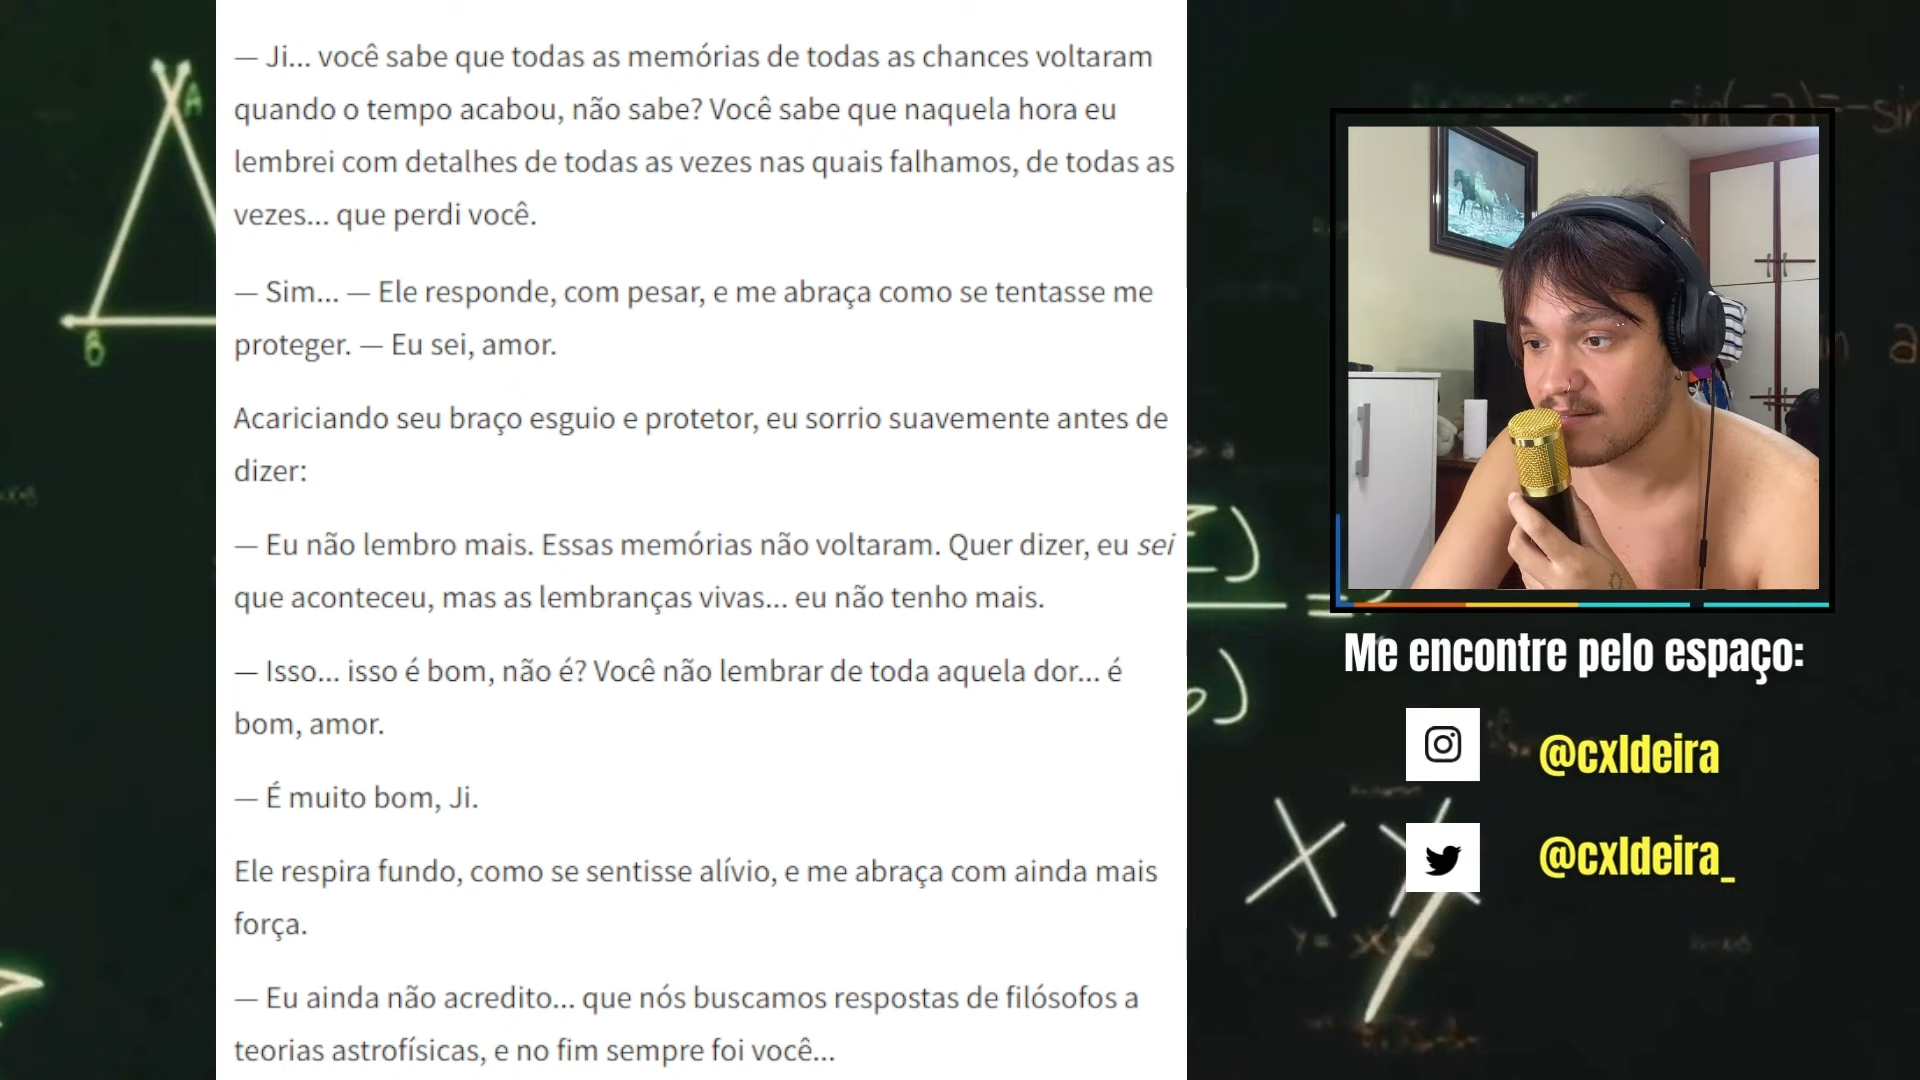 — Ji... você sabe que todas as memórias de todas as chances voltaram
quando o tempo acabou, não sabe? Você sabe que naquela hora eu
lembrei com detalhes de todas as vezes nas quais falhamos, de todas as
vezes... que perdi você.
— Sim... — Ele responde, com pesar, e me abraça como se tentasse me
proteger. — Eu sei, amor.
Acariciando seu braço esguio e protetor, eu sorrio suavemente antes de
dizer:
— Eu não lembro mais. Essas memórias não voltaram. Quer dizer, eu sei
que aconteceu, mas as lembranças vivas... eu não tenho mais.
— Isso... isso é bom, não é? Você não lembrar de toda aquela dor... é
bom, amor.
— É muito bom, Ji.
Ele respira fundo, como se sentisse alívio, e me abraça com ainda mais
força.
— Eu ainda não acredito... que nós buscamos respostas de filósofos a
teorias astrofísicas, e no fim sempre foi você...
A
B
sin(-a)=-sin
Me encontre pelo espaço:
@cxldeira
@cxldeira_